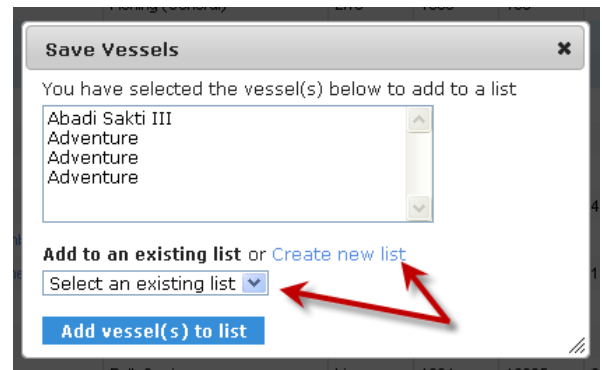 Save Vessels
You have selected the vessel(s) below to add to a list
Abadi Sakti III
Adventure
Adventure
Adventure
Add to an existing list or Create new list
Select an existing list
Add vessel(s) to list